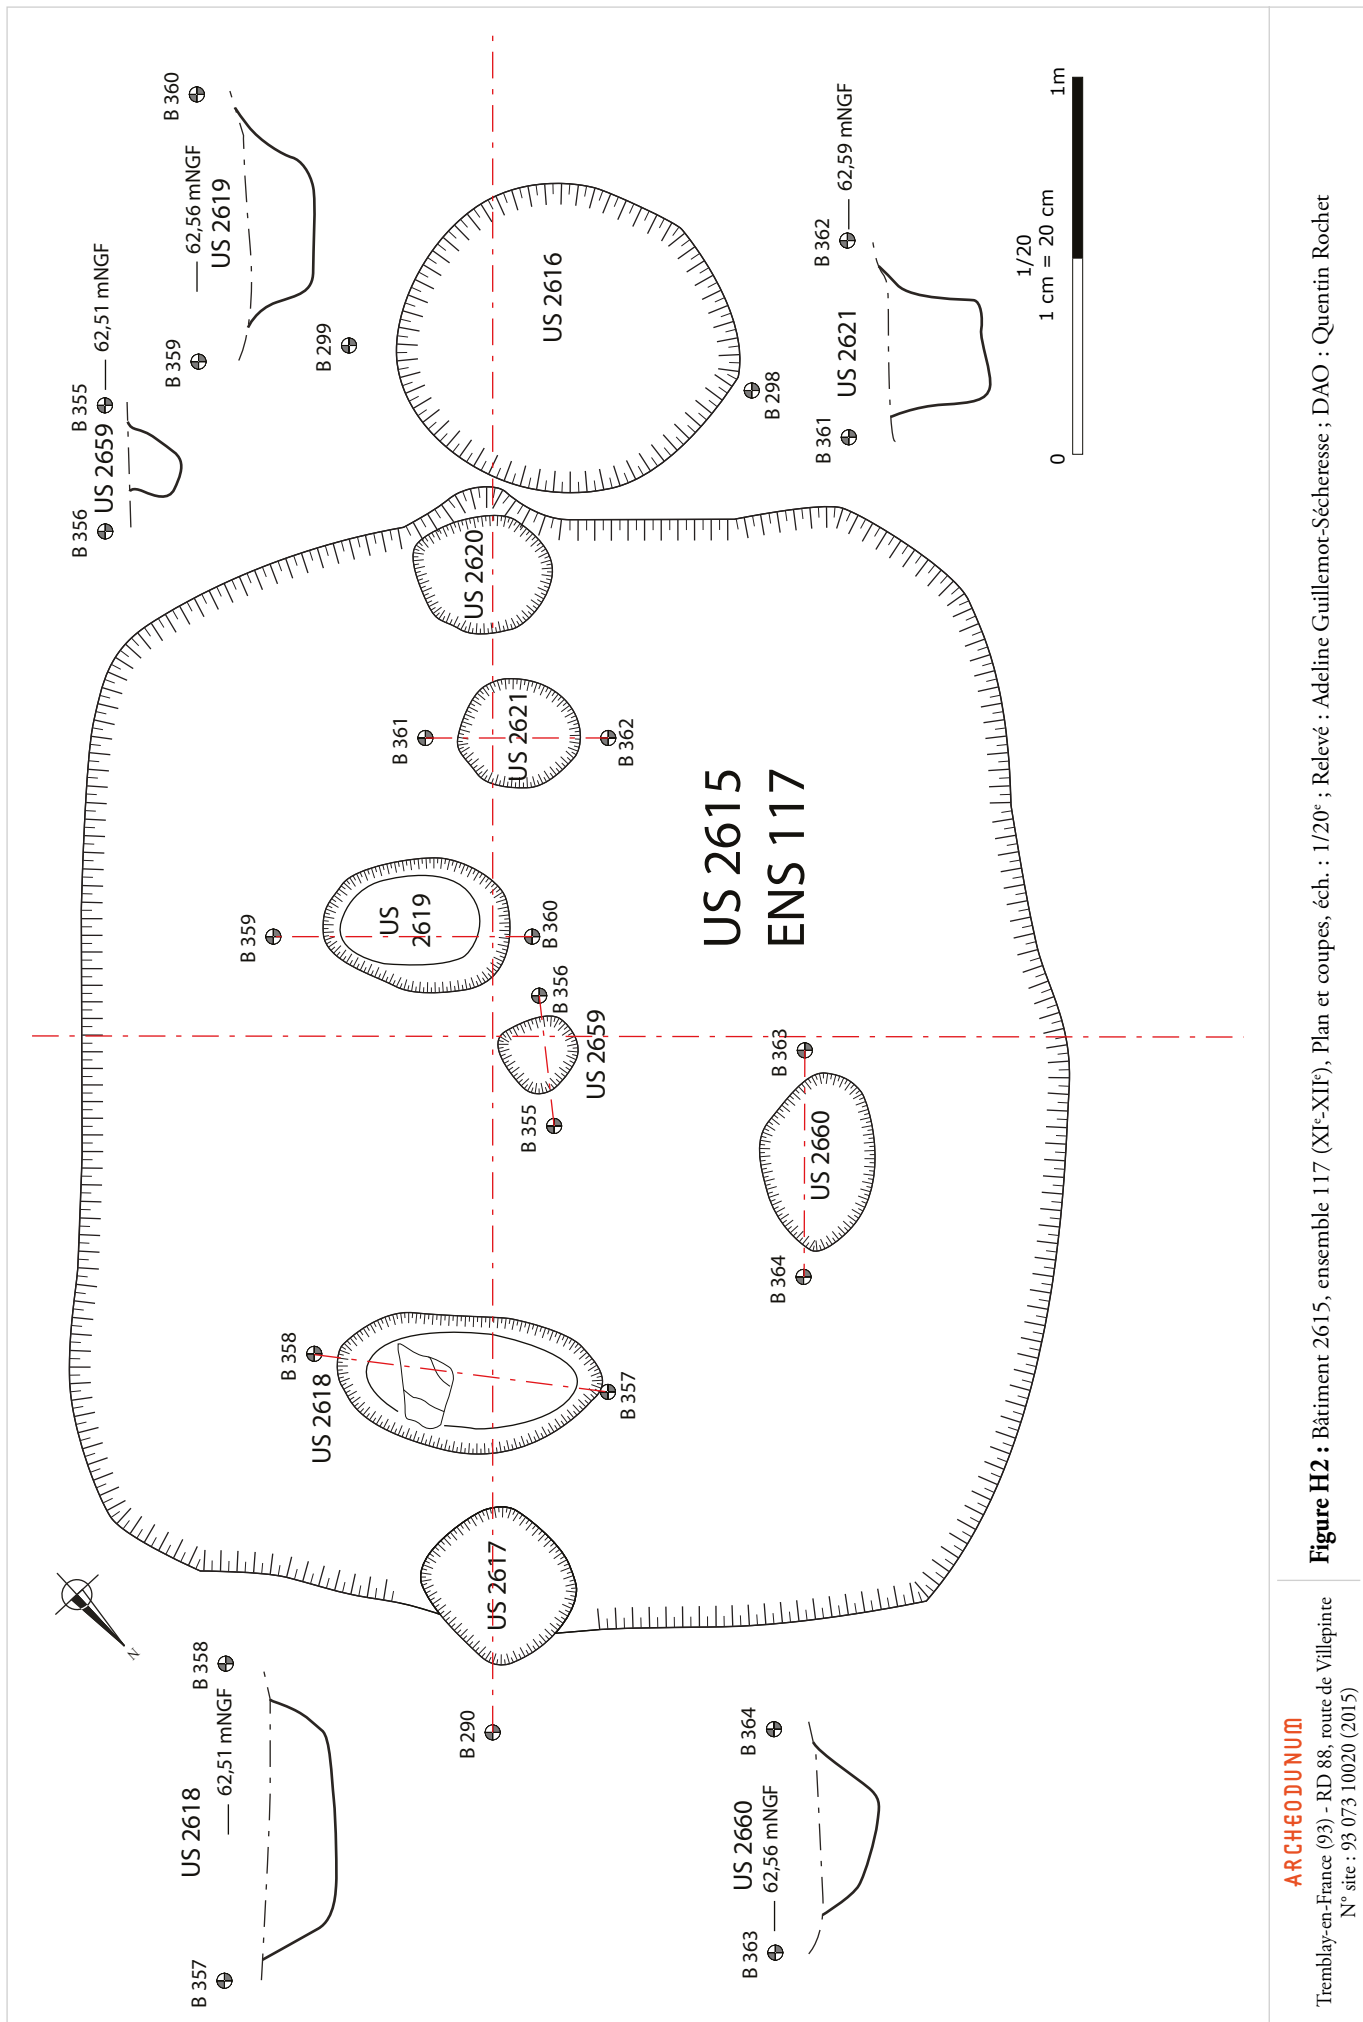 B 360
62,56 mNGF
US 2619
B 359
B 355
62,51 mNGF
US 2659
B 356
B 299
US 2616
B 298
B 362
62,59 mNGF
US 2621
B 361
1m
1/20
1 cm = 20 cm
0
US 2620
US 2621
B 361
B 362
US 2615
ENS 117
B 359
US
2619
B 360
B 356
US 2659
B 355
B 363
US 2660
B 364
B 358
US 2618
B 357
US 2617
B 290
N
B 358
62,51 mNGF
US 2618
B 357
B 364
US 2660
62,56 mNGF
B 363
Figure H2 : Bâtiment 2615, ensemble 117 (XIe-XIIe), Plan et coupes, éch. : 1/20e ; Relevé : Adeline Guillemot-Sécheresse ; DAO : Quentin Rochet
ARCHEODUNUM
Tremblay-en-France (93) - RD 88, route de Villepinte
N° site : 93 073 10020 (2015)